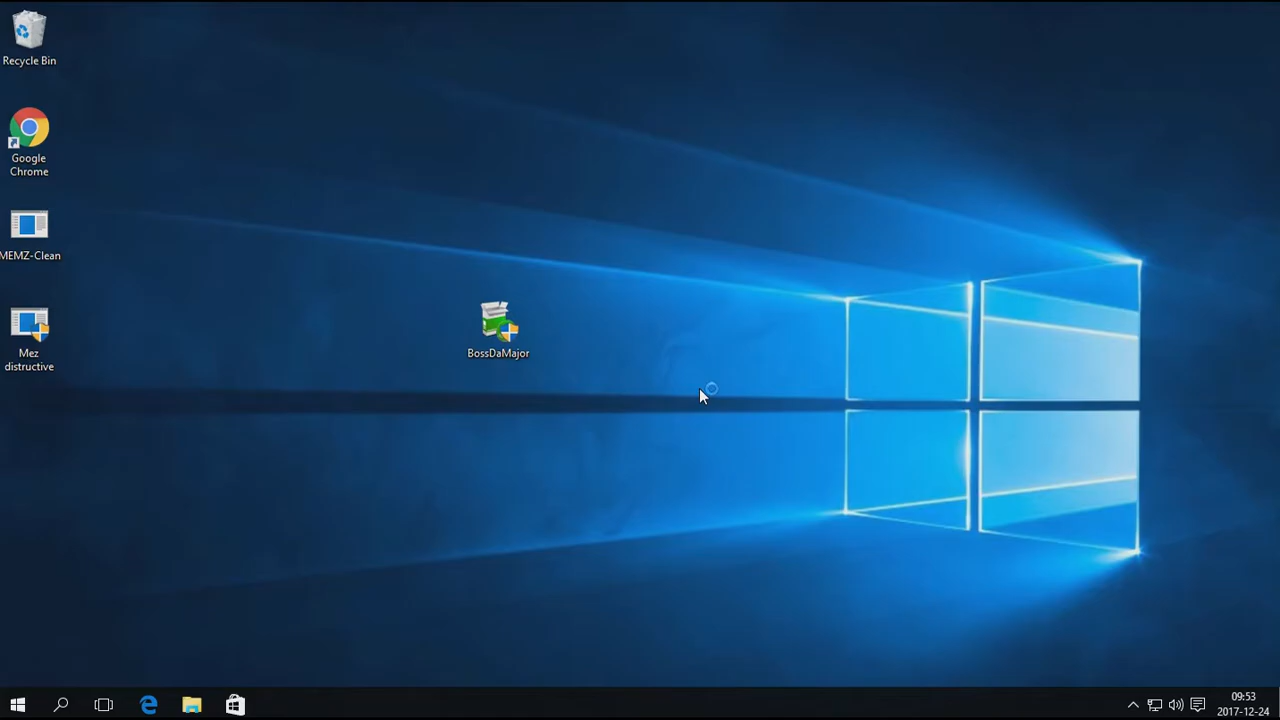 Recycle Bin
Google
Chrome
MEMZ-Clean
Mez
distructive
BossDaMajor
09:53
2017-12-24